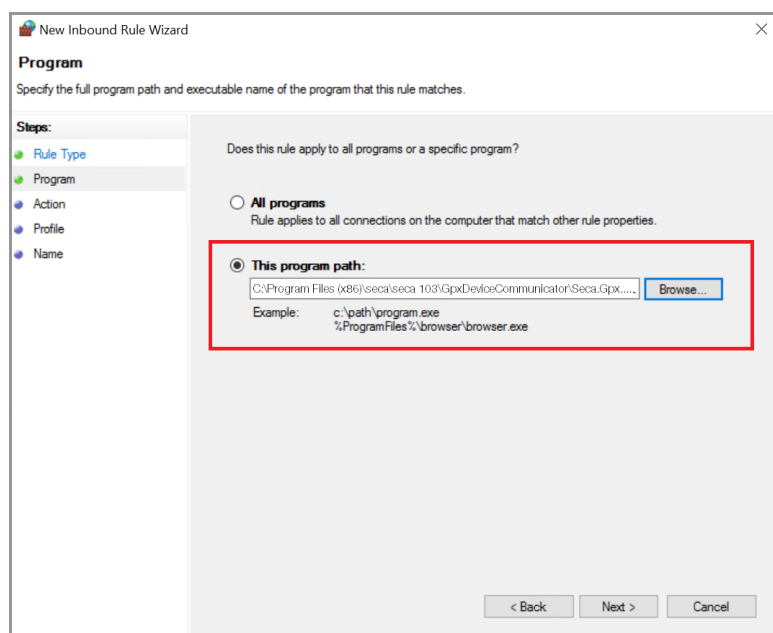 New Inbound Rule Wizard
Program
Specify the full program path and executable name of the program that this rule matches.
Steps:
Rule Type
Program
Action
Profile
Name
Does this rule apply to all programs or a specific program?
All programs
Rule applies to all connections on the computer that match other rule properties.
This program path:
C:\Program Files (x86)\seca\seca 103\GpxDeviceCommunicator\Seca.Gpx.....
Browse...
Example: c:\path\program.exe
%ProgramFiles%\browser\browser.exe
< Back Next > Cancel